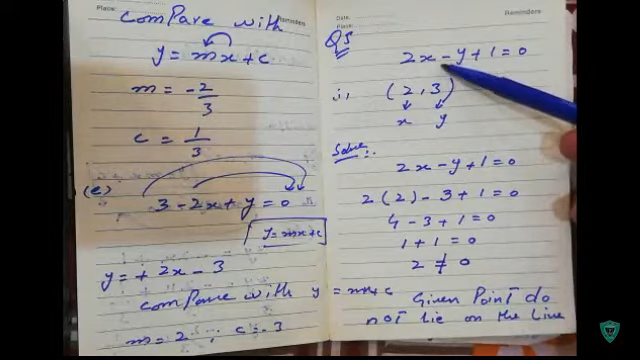 Place:
Reminders
compare with
y = mx + c
m = -2/3
c = 1/3
(e)
3 - 2x + y = 0
y = mx + c
y = + 2x - 3
compare with y = mx + c
m = 2 ; c = -3
Date.
Place:
Reminders
Q5
2x - y + 1 = 0
i, (2, 3)
x y
Solve:.
2x - y + 1 = 0
2(2) - 3 + 1 = 0
4 - 3 + 1 = 0
1 + 1 = 0
2 ≠ 0
Given Point do
not lie on the Line